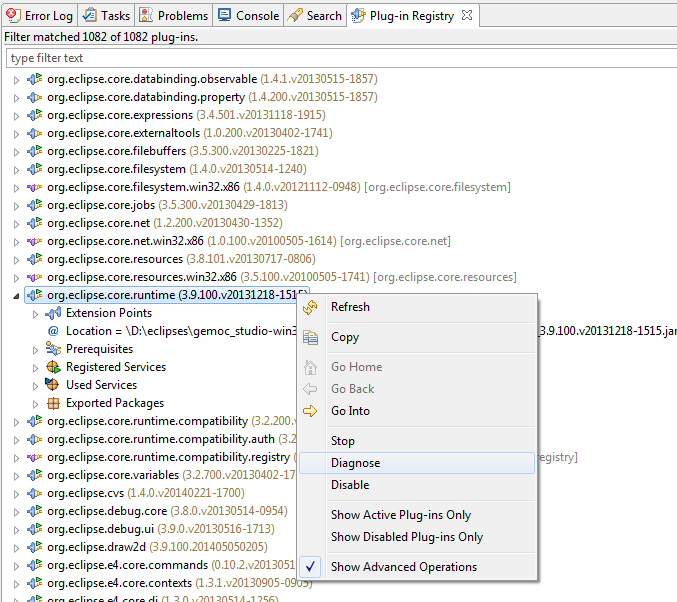 Error Log Tasks Problems Console Search Plug-in Registry
Filter matched 1082 of 1082 plug-ins.
type filter text
org.eclipse.core.databinding.observable (1.4.1.v20130515-1857)
org.eclipse.core.databinding.property (1.4.200.v20130515-1857)
org.eclipse.core.expressions (3.4.501.v20131118-1915)
org.eclipse.core.externaltools (1.0.200.v20130402-1741)
org.eclipse.core.filebuffers (3.5.300.v20130225-1821)
org.eclipse.core.filesystem (1.4.0.v20130514-1240)
org.eclipse.core.filesystem.win32.x86 (1.4.0.v20121112-0948) [org.eclipse.core.filesystem]
org.eclipse.core.jobs (3.5.300.v20130429-1813)
org.eclipse.core.net (1.2.200.v20130430-1352)
org.eclipse.core.net.win32.x86 (1.0.100.v20100505-1614) [org.eclipse.core.net]
org.eclipse.core.resources (3.8.101.v20130717-0806)
org.eclipse.core.resources.win32.x86 (3.5.100.v20100505-1741) [org.eclipse.core.resources]
org.eclipse.core.runtime (3.9.100.v20131218-1515)
Extension Points
Location = \D:\eclipses\gemoc_studio-win3 _3.9.100.v20131218-1515.jar
Prerequisites
Registered Services
Used Services
Exported Packages
org.eclipse.core.runtime.compatibility (3.2.200.v
org.eclipse.core.runtime.compatibility.auth (3.2
org.eclipse.core.runtime.compatibility.registry ( egistry]
org.eclipse.core.variables (3.2.700.v20130402-17
org.eclipse.cvs (1.4.0.v20140221-1700)
org.eclipse.debug.core (3.8.0.v20130514-0954)
org.eclipse.debug.ui (3.9.0.v20130516-1713)
org.eclipse.draw2d (3.9.100.201405050205)
org.eclipse.e4.core.commands (0.10.2.v2013051
org.eclipse.e4.core.contexts (1.3.1.v20130905-0905)
org.eclipse.e4.core.di (1.3.0.v20130514-1256)
Refresh
Copy
Go Home
Go Back
Go Into
Stop
Diagnose
Disable
Show Active Plug-ins Only
Show Disabled Plug-ins Only
Show Advanced Operations